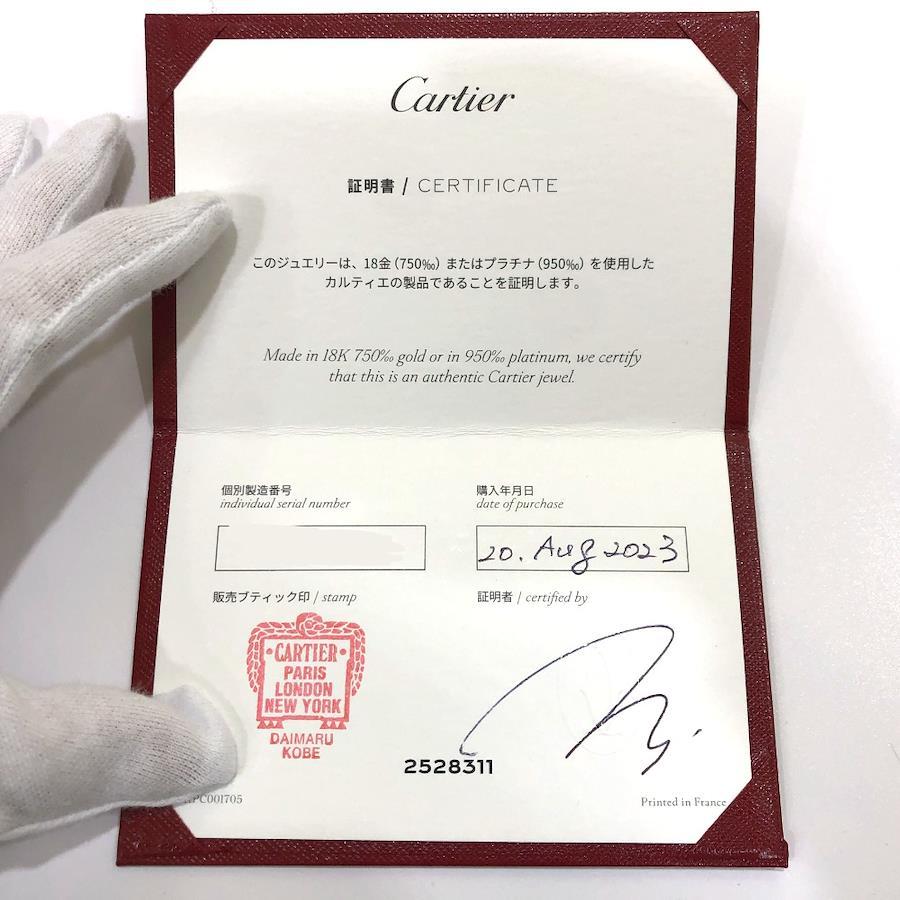 Cartier
証明書 / CERTIFICATE
このジュエリーは、18金（750‰）またはプラチナ（950‰）を使用した
カルティエの製品であることを証明します。
Made in 18K 750‰ gold or in 950‰ platinum, we certify
that this is an authentic Cartier jewel.
個別製造番号
individual serial number
購入年月日
date of purchase
20. Aug 2023
販売ブティック印 / stamp
証明者 / certified by
CARTIER
PARIS
LONDON
NEW YORK
DAIMARU
KOBE
2528311
PC001705
Printed in France